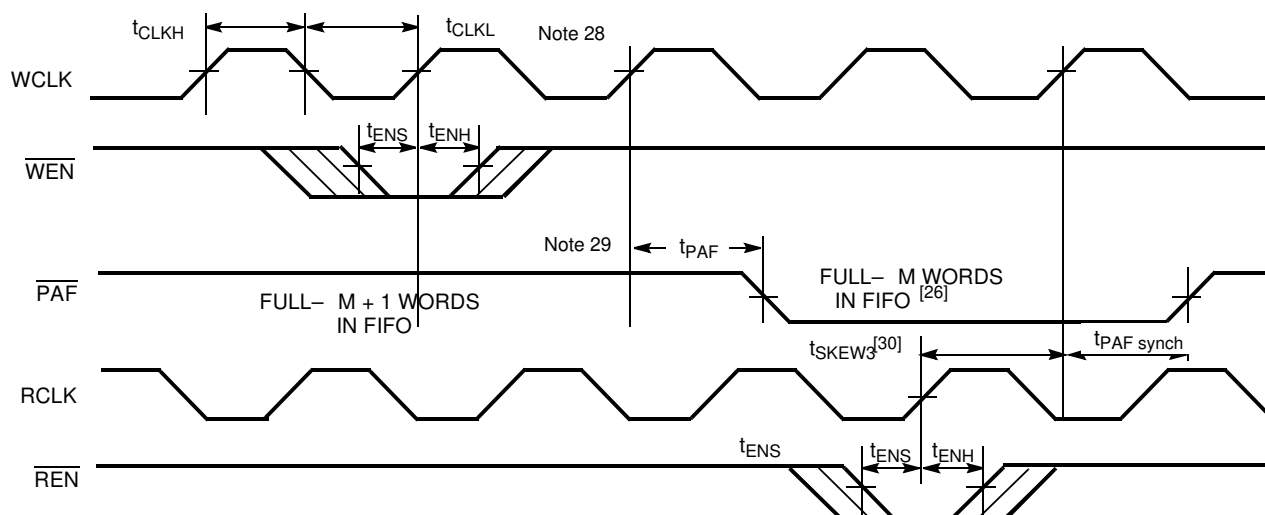 tCLKH
tCLKL
Note 28
WCLK
tENS
tENH
WEN
Note 29
tPAF
PAF
FULL– M + 1 WORDS
IN FIFO
FULL– M WORDS
IN FIFO [26]
tSKEW3[30]
tPAF synch
RCLK
tENS
tENS
tENH
REN